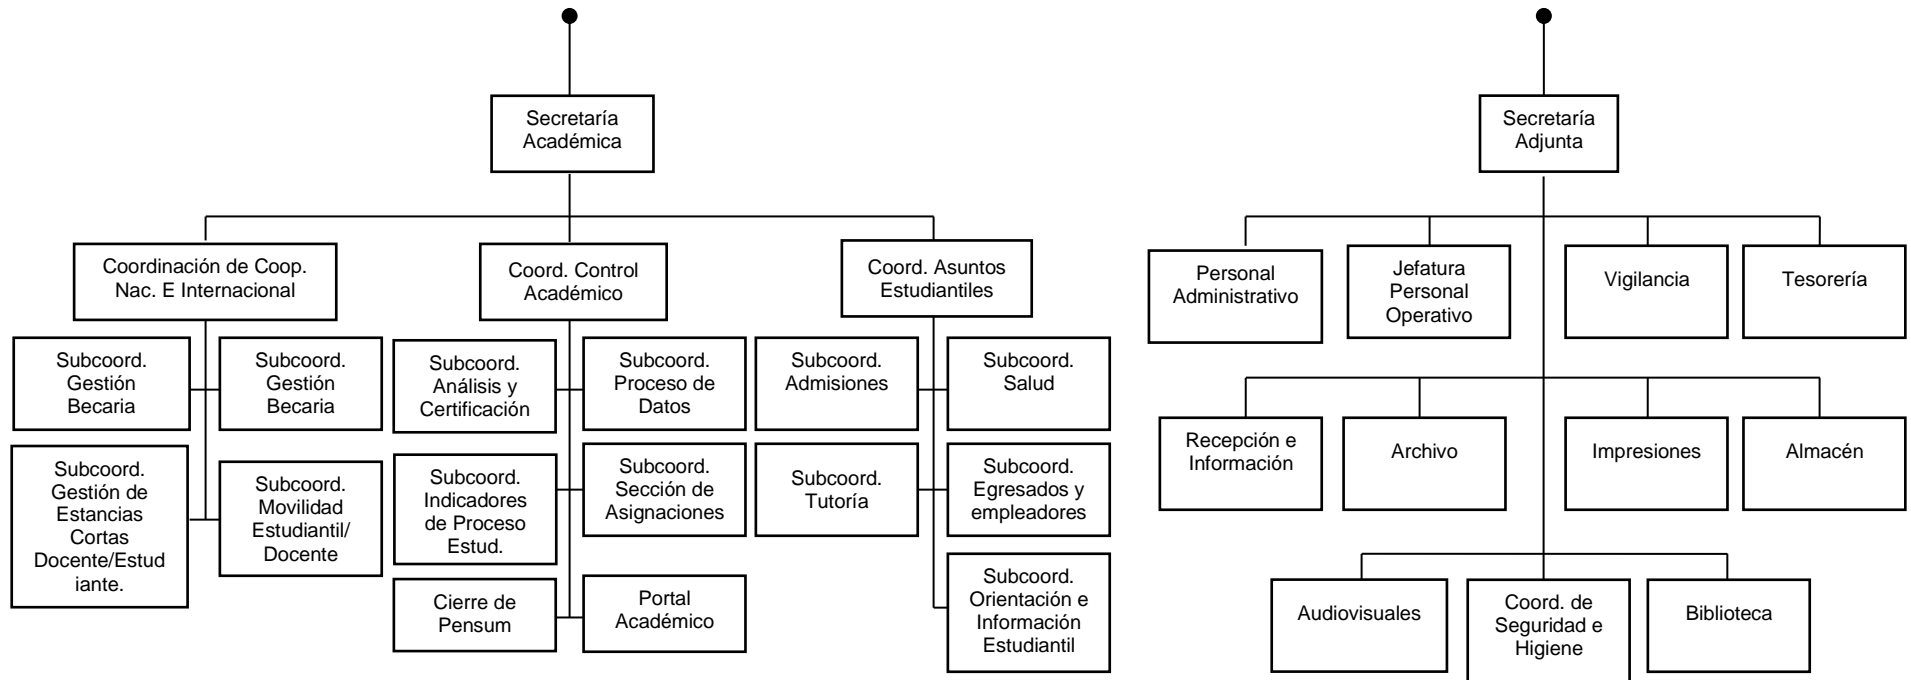 Secretaría
Académica
Coordinación de Coop.
Nac. E Internacional
Coord. Control
Académico
Coord. Asuntos
Estudiantiles
Subcoord.
Gestión
Becaria
Subcoord.
Gestión
Becaria
Subcoord.
Gestión de
Estancias
Cortas
Docente/Estud
iante.
Subcoord.
Movilidad
Estudiantil/
Docente
Subcoord.
Análisis y
Certificación
Subcoord.
Proceso de
Datos
Subcoord.
Indicadores
de Proceso
Estud.
Subcoord.
Sección de
Asignaciones
Cierre de
Pensum
Portal
Académico
Subcoord.
Admisiones
Subcoord.
Salud
Subcoord.
Tutoría
Subcoord.
Egresados y
empleadores
Subcoord.
Orientación e
Información
Estudiantil
Secretaría
Adjunta
Personal
Administrativo
Jefatura
Personal
Operativo
Vigilancia
Tesorería
Recepción e
Información
Archivo
Impresiones
Almacén
Audiovisuales
Coord. de
Seguridad e
Higiene
Biblioteca